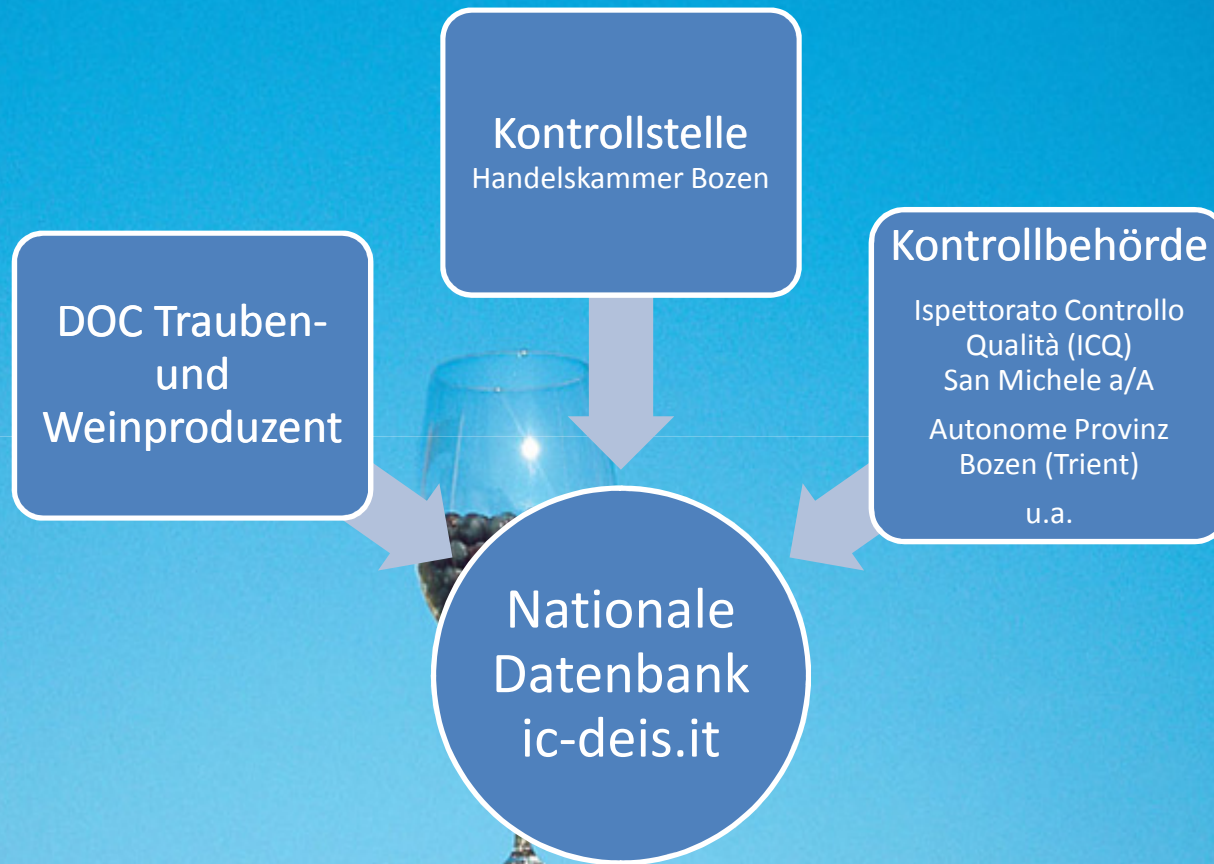 Kontrollstelle
Handelskammer Bozen
DOC Trauben-
und
Weinproduzent
Kontrollbehörde
Ispettorato Controllo
Qualità (ICQ)
San Michele a/A
Autonome Provinz
Bozen (Trient)
u.a.
Nationale
Datenbank
ic-deis.it